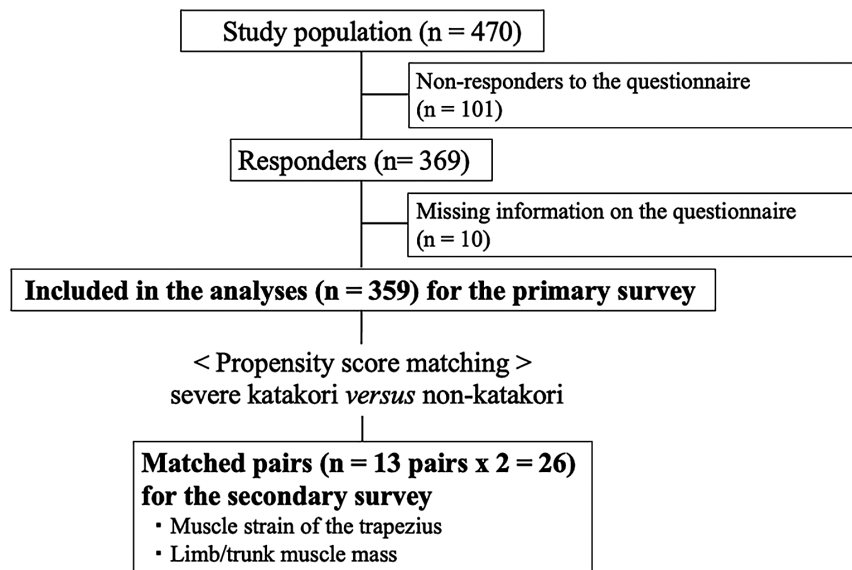 Study population (n = 470)
Non-responders to the questionnaire
(n = 101)
Responders (n= 369)
Missing information on the questionnaire
(n = 10)
Included in the analyses (n = 359) for the primary survey
< Propensity score matching >
severe katakori versus non-katakori
Matched pairs (n = 13 pairs x 2 = 26)
for the secondary survey
・Muscle strain of the trapezius
・Limb/trunk muscle mass